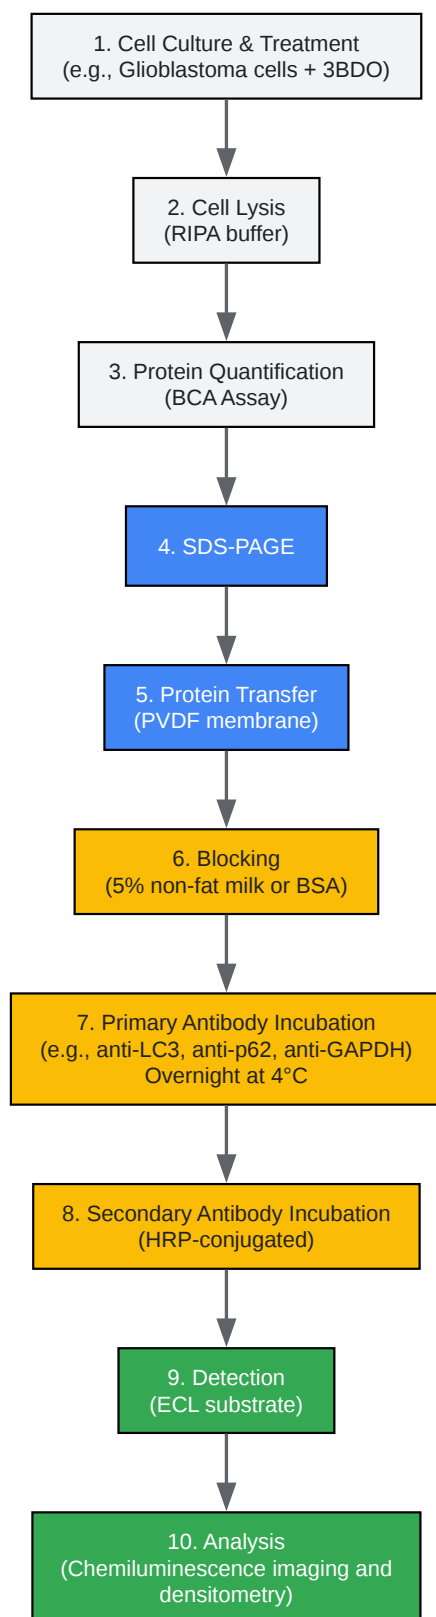 1. Cell Culture & Treatment
(e.g., Glioblastoma cells + 3BDO)
2. Cell Lysis
(RIPA buffer)
3. Protein Quantification
(BCA Assay)
4. SDS-PAGE
5. Protein Transfer
(PVDF membrane)
6. Blocking
(5% non-fat milk or BSA)
7. Primary Antibody Incubation
(e.g., anti-LC3, anti-p62, anti-GAPDH)
Overnight at 4°C
8. Secondary Antibody Incubation
(HRP-conjugated)
9. Detection
(ECL substrate)
10. Analysis
(Chemiluminescence imaging and
densitometry)